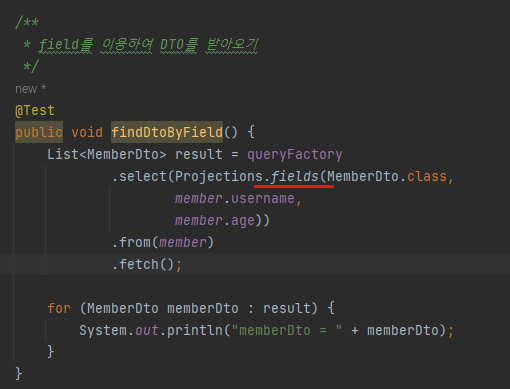 /**
 * field를 이용하여 DTO를 받아오기
 */
new *
@Test
public void findDtoByField() {
    List<MemberDto> result = queryFactory
            .select(Projections.fields(MemberDto.class,
                    member.username,
                    member.age))
            .from(member)
            .fetch();

    for (MemberDto memberDto : result) {
        System.out.println("memberDto = " + memberDto);
    }
}